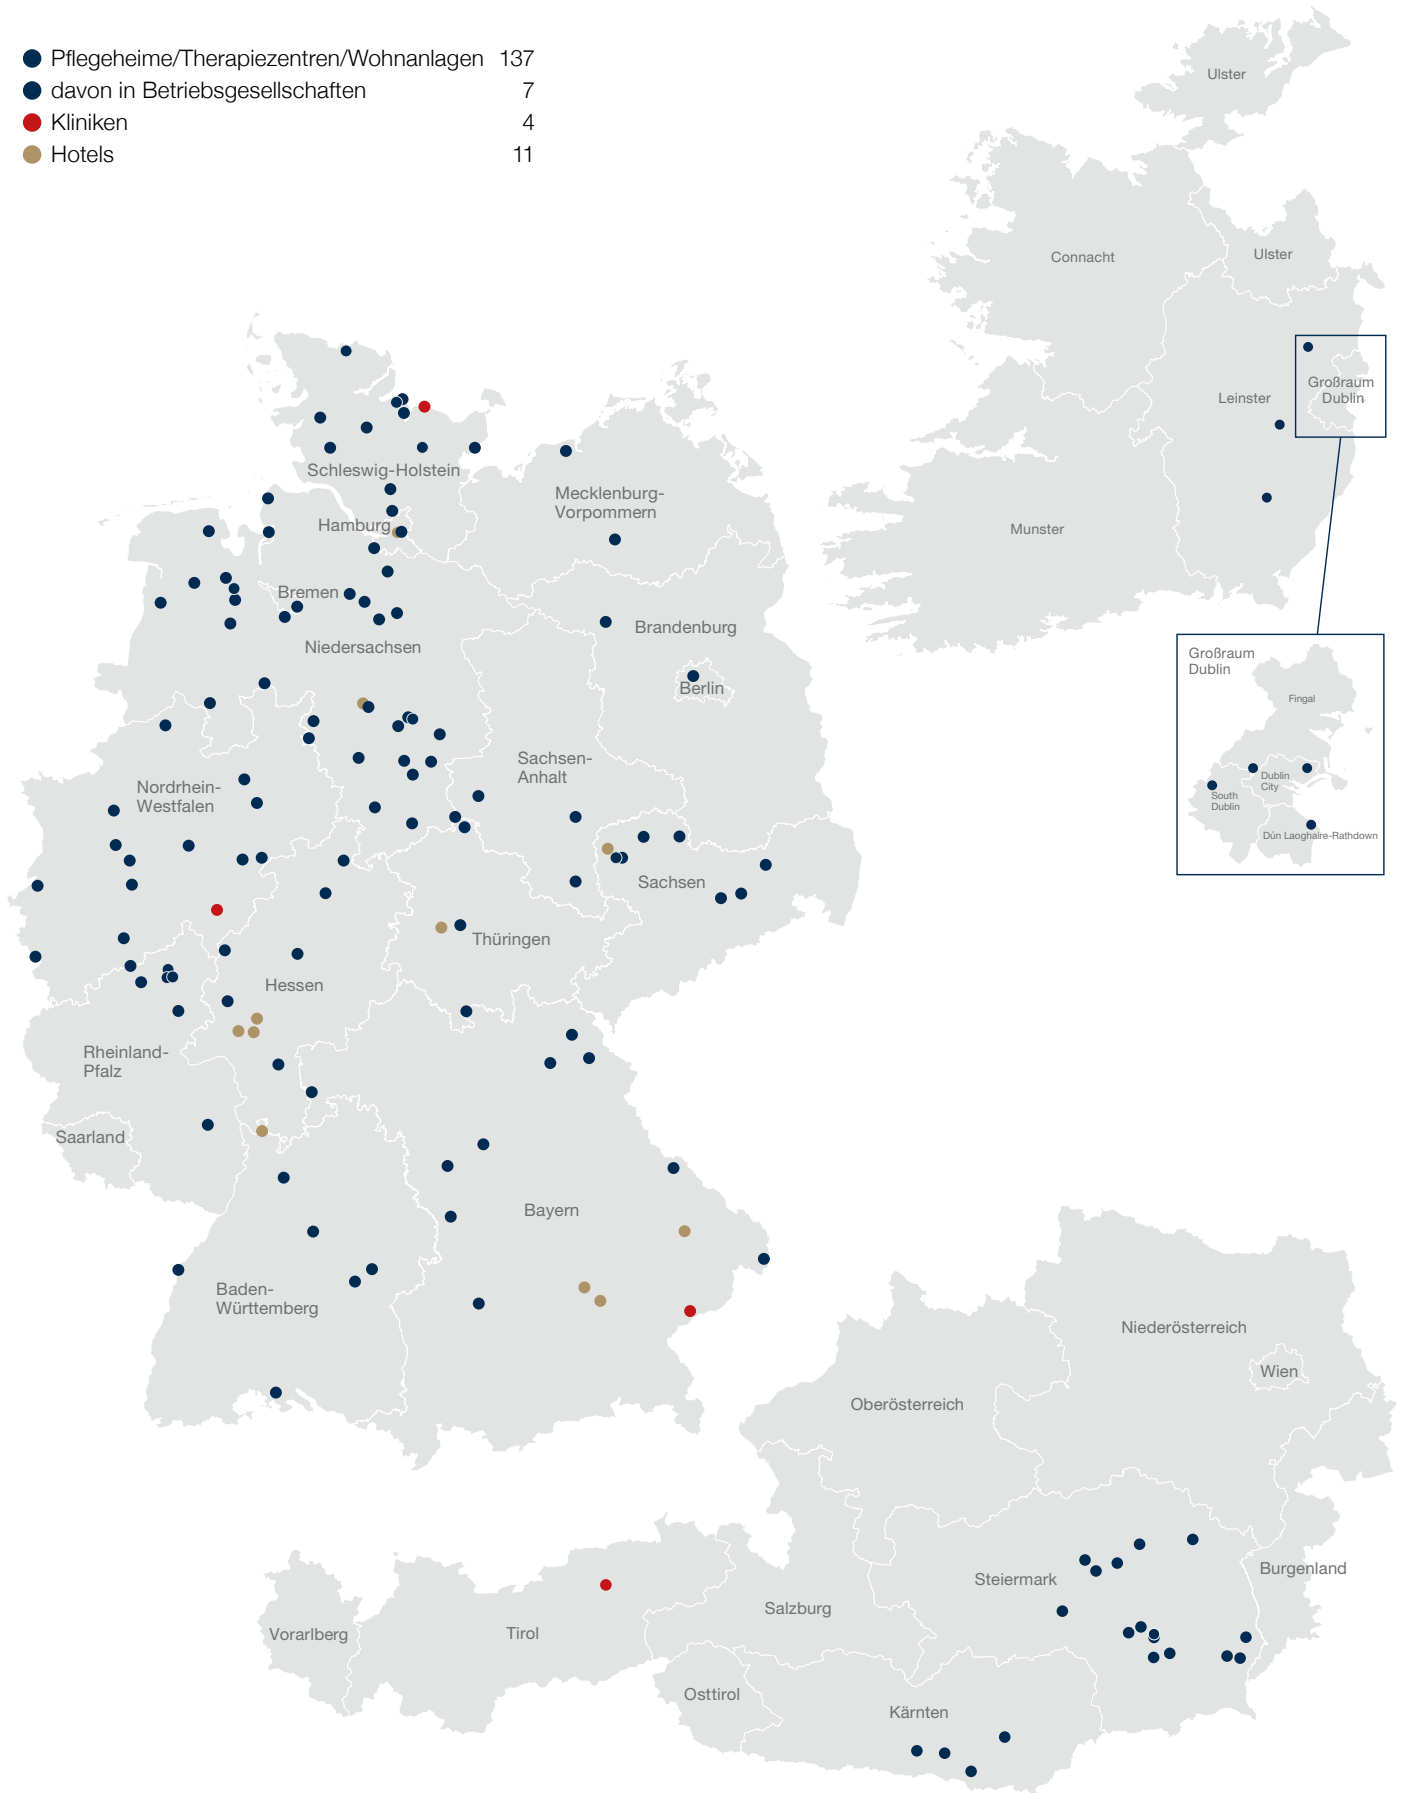 Pflegeheime/Therapiezentren/Wohnanlagen 137
davon in Betriebsgesellschaften 7
Kliniken 4
Hotels 11
Ulster
Connacht
Ulster
Leinster
Großraum
Dublin
Munster
Großraum
Dublin
Fingal
Dublin
City
South
Dublin
Dún Laoghaire-Rathdown
Schleswig-Holstein
Mecklenburg-
Vorpommern
Hamburg
Bremen
Niedersachsen
Brandenburg
Berlin
Sachsen-
Anhalt
Nordrhein-
Westfalen
Sachsen
Thüringen
Hessen
Rheinland-
Pfalz
Saarland
Bayern
Baden-
Württemberg
Niederösterreich
Wien
Oberösterreich
Burgenland
Steiermark
Salzburg
Vorarlberg
Tirol
Osttirol
Kärnten